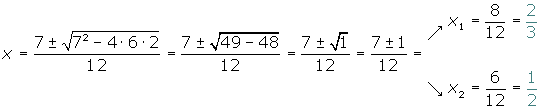 x = (7 ± √(7² – 4·6·2))/12 = (7 ± √(49 – 48))/12 = (7 ± √1)/12 = (7 ± 1)/12 =
↗ x₁ = 8/12 = 2/3
↘ x₂ = 6/12 = 1/2